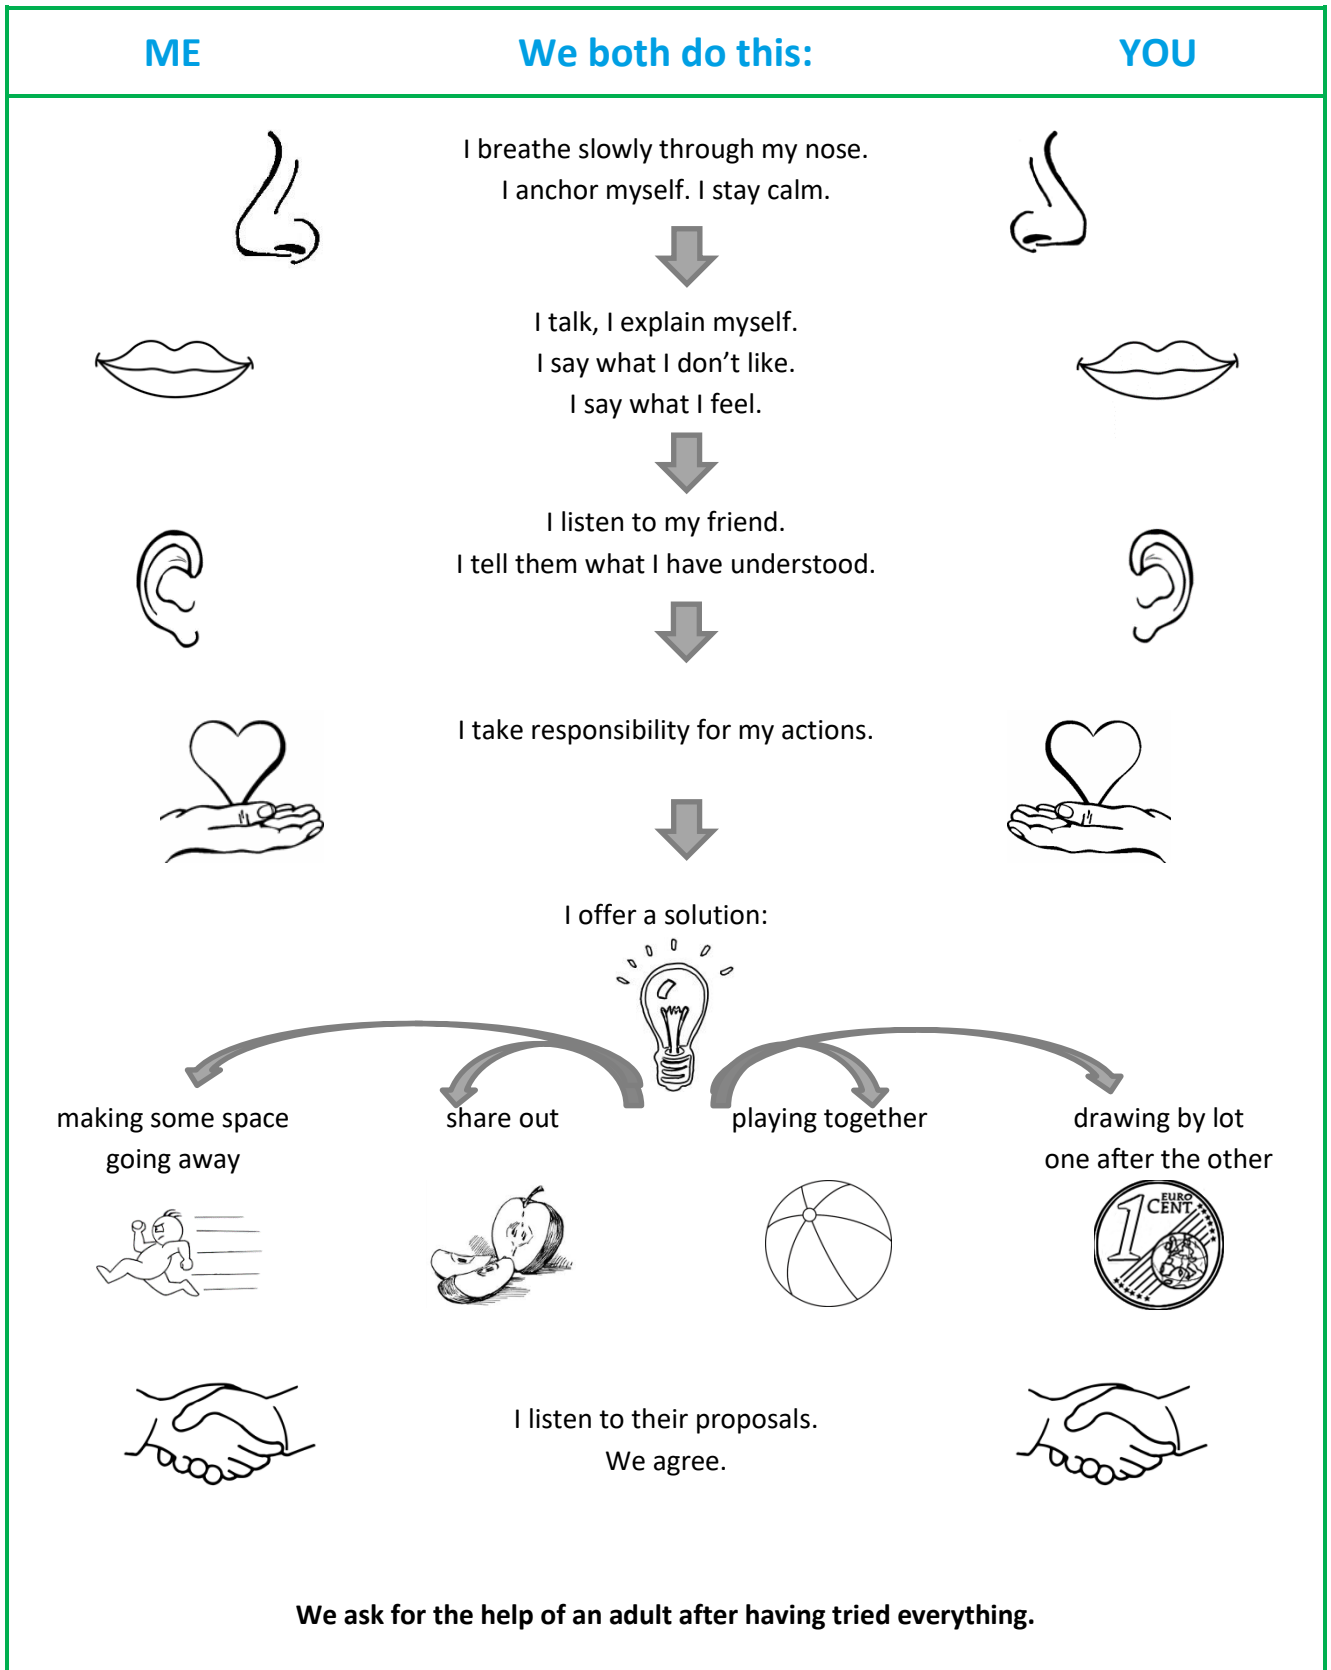 ME We both do this: YOU
I breathe slowly through my nose.
I anchor myself. I stay calm.
I talk, I explain myself.
I say what I don’t like.
I say what I feel.
I listen to my friend.
I tell them what I have understood.
I take responsibility for my actions.
I offer a solution:
making some space
going away
share out
playing together
drawing by lot
one after the other
1 EURO
CENT
I listen to their proposals.
We agree.
We ask for the help of an adult after having tried everything.